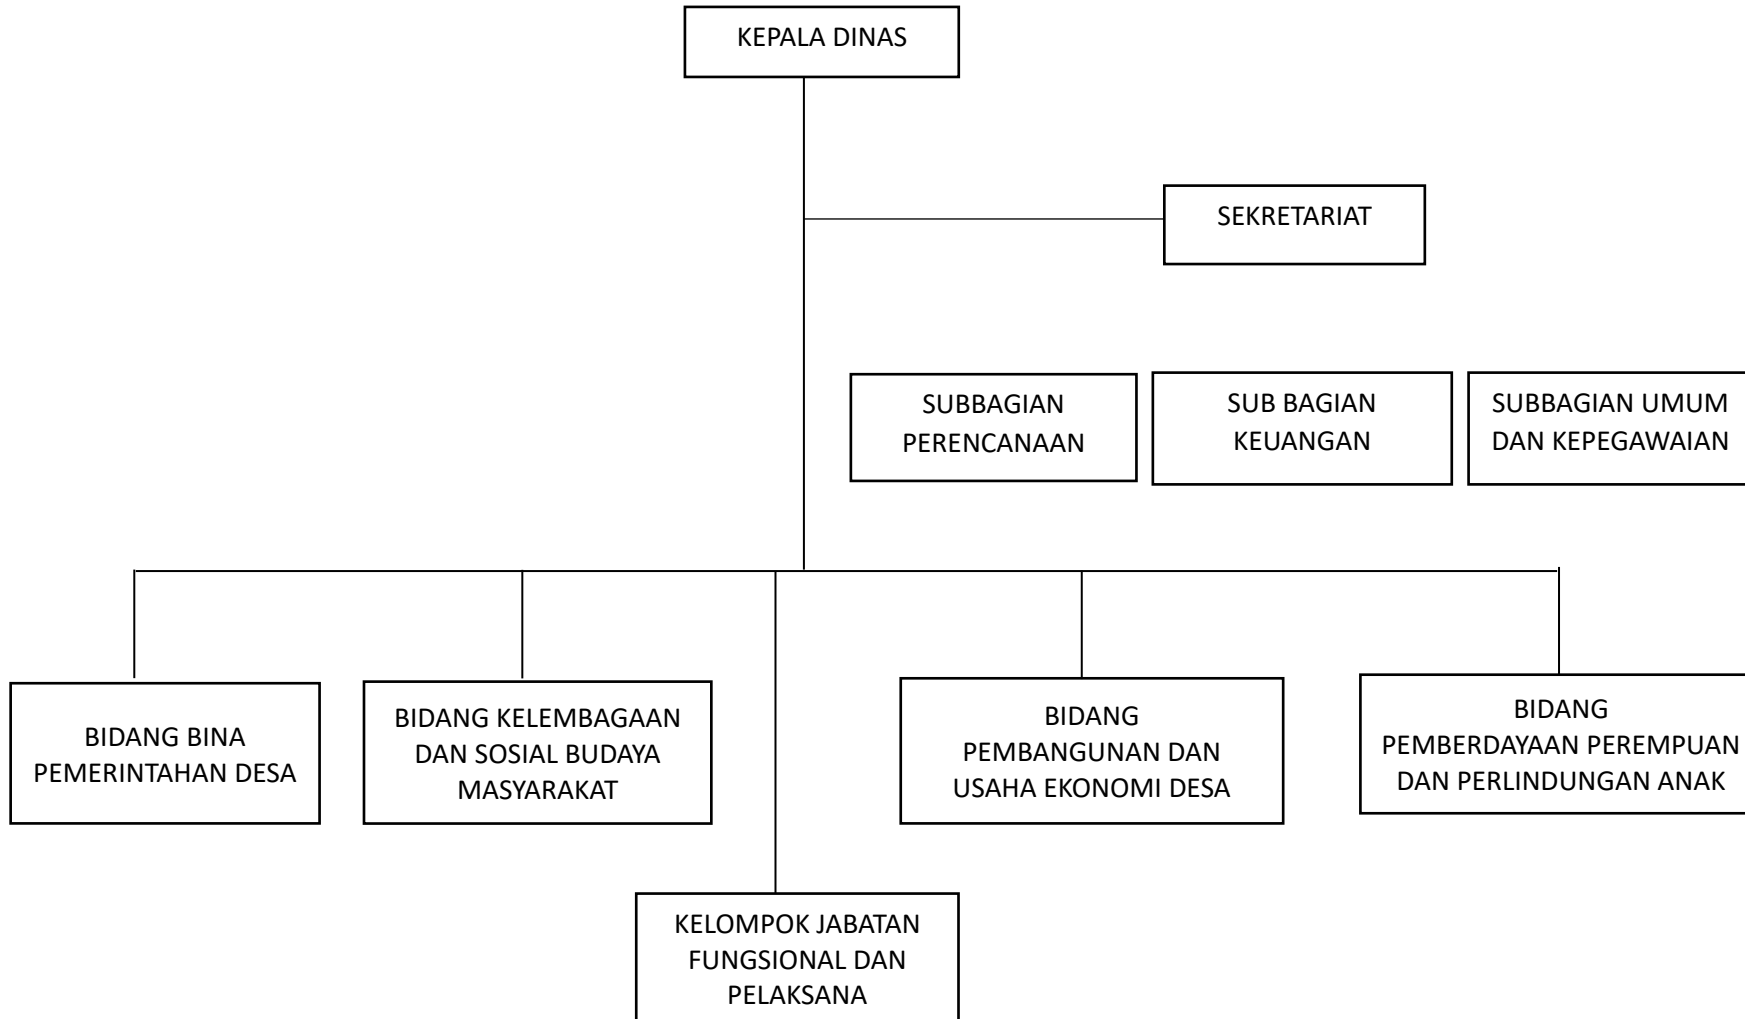 KEPALA DINAS
SEKRETARIAT
SUBBAGIAN
PERENCANAAN
SUB BAGIAN
KEUANGAN
SUBBAGIAN UMUM
DAN KEPEGAWAIAN
BIDANG BINA
PEMERINTAHAN DESA
BIDANG KELEMBAGAAN
DAN SOSIAL BUDAYA
MASYARAKAT
BIDANG
PEMBANGUNAN DAN
USAHA EKONOMI DESA
BIDANG
PEMBERDAYAAN PEREMPUAN
DAN PERLINDUNGAN ANAK
KELOMPOK JABATAN
FUNGSIONAL DAN
PELAKSANA